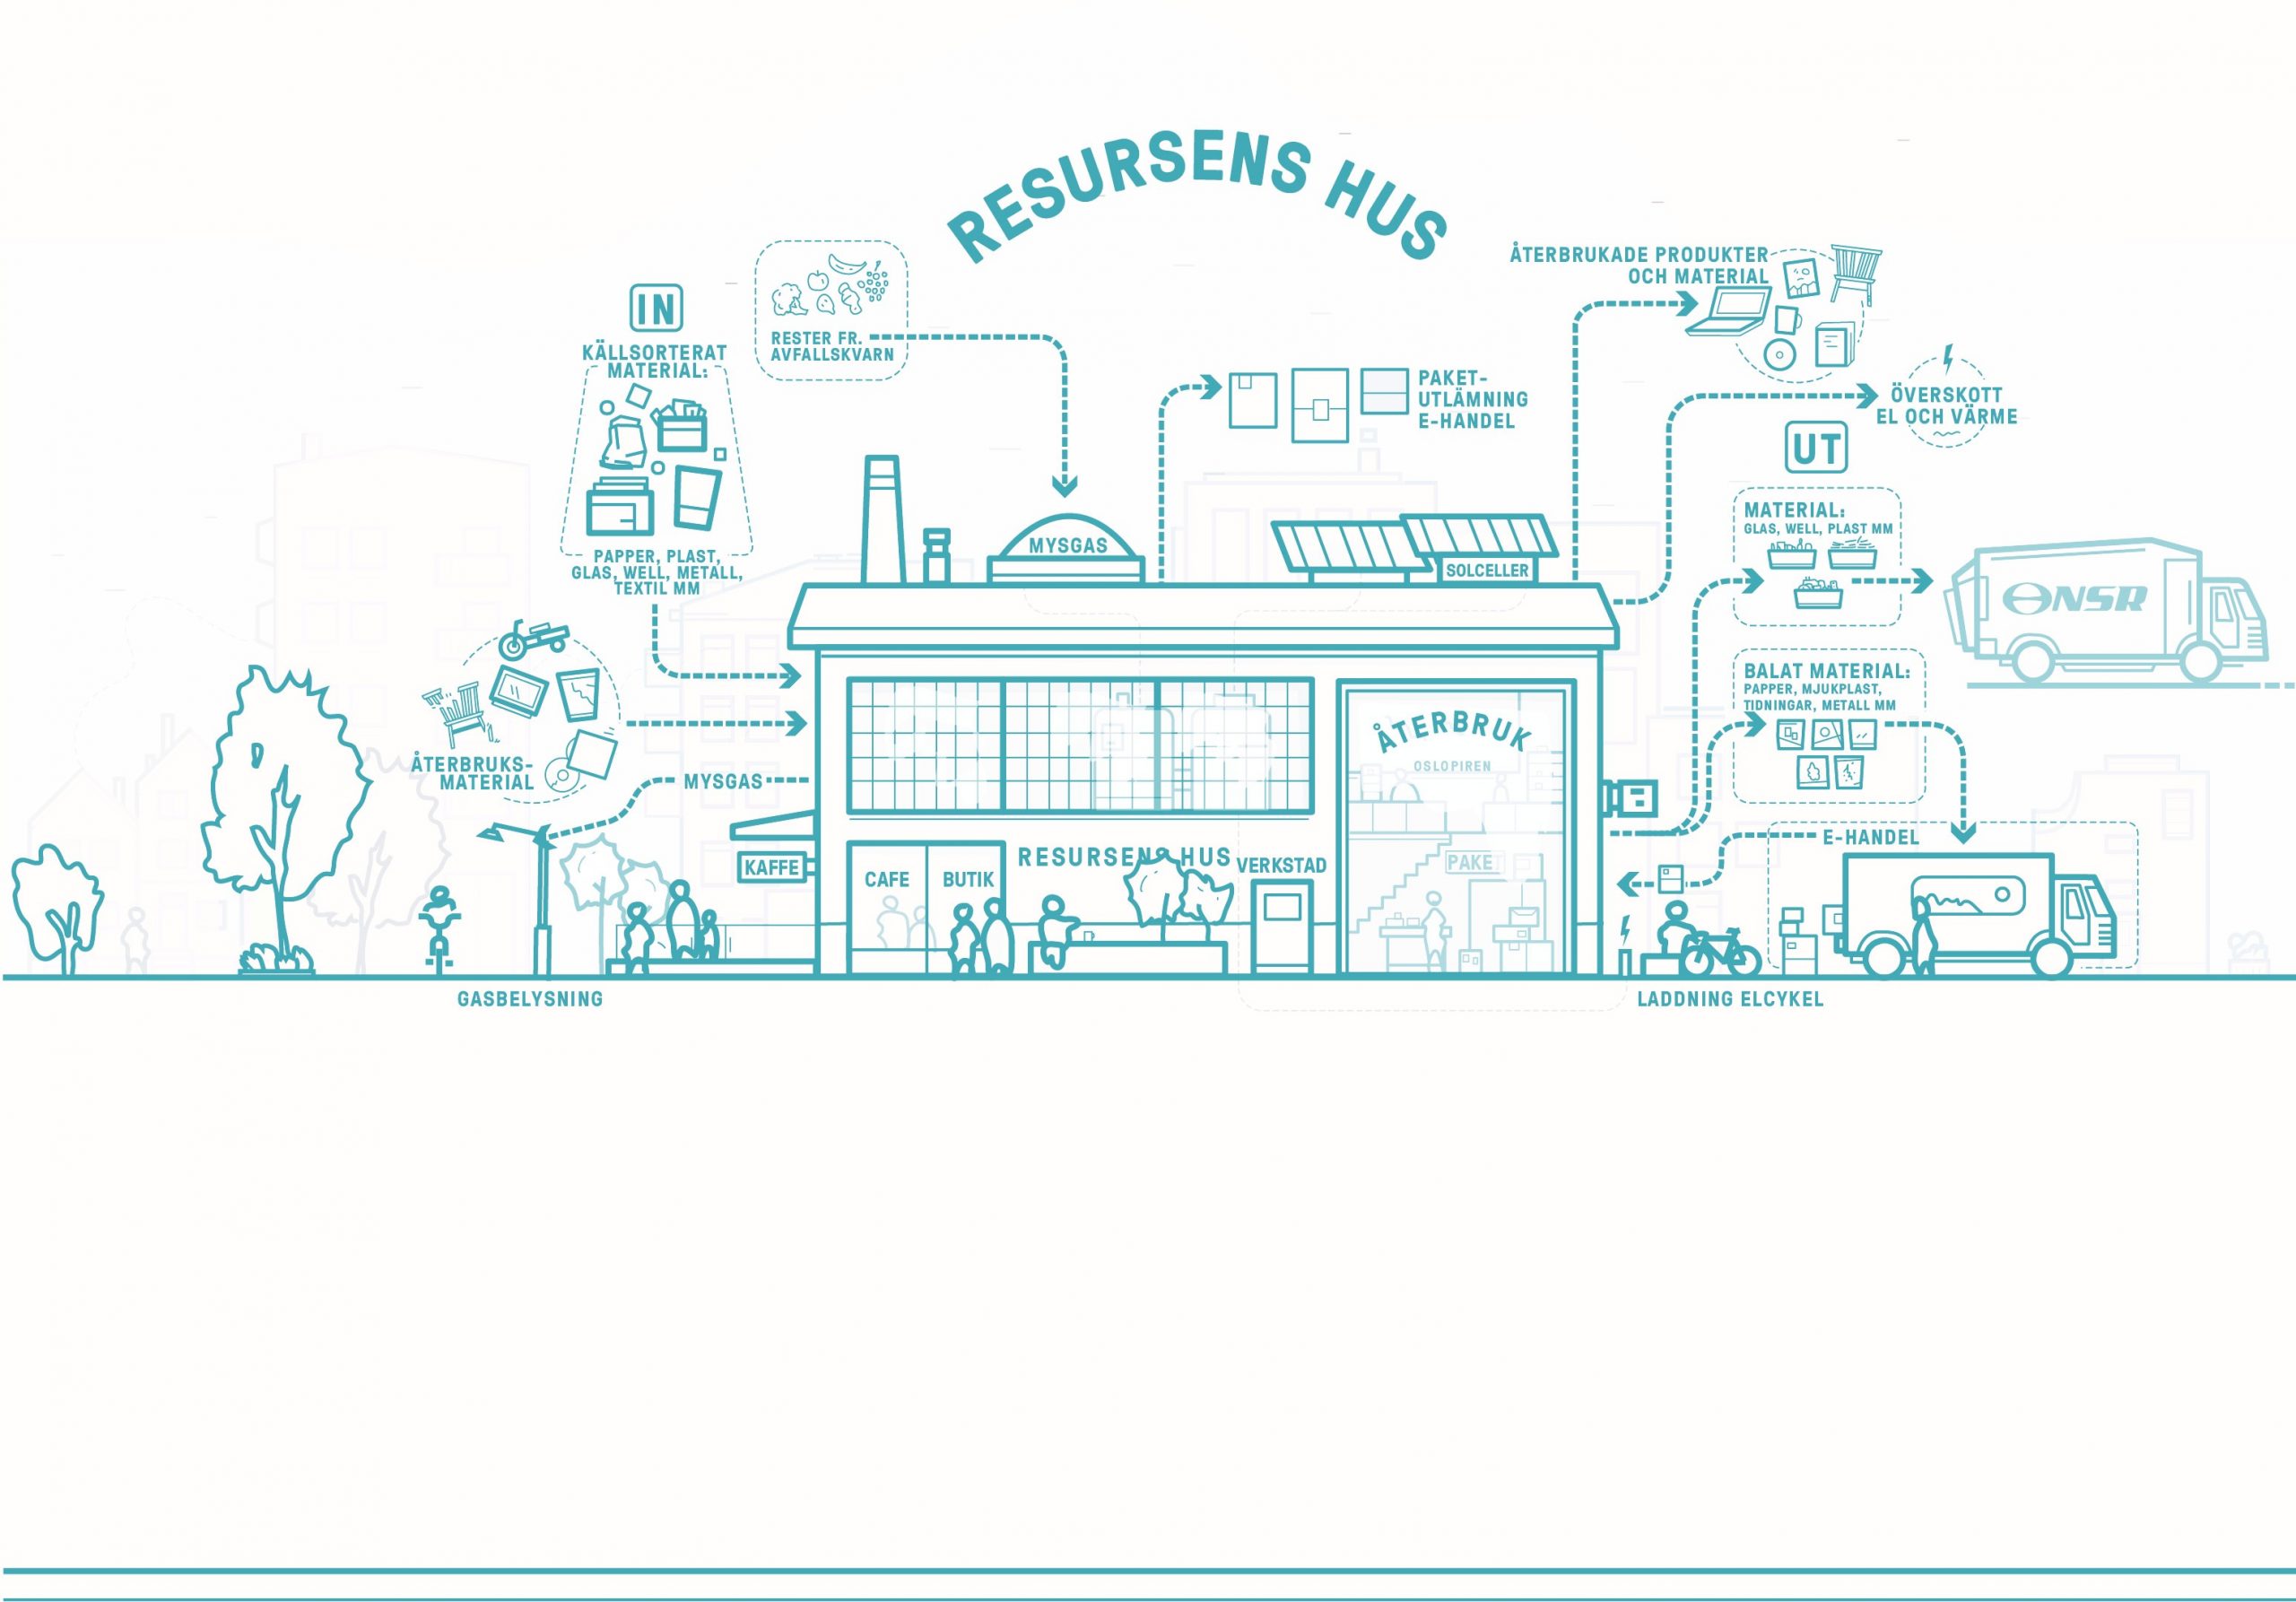 RESURSENS HUS
IN
KÄLLSORTERAT
MATERIAL:
PAPPER, PLAST,
GLAS, WELL, METALL,
TEXTIL MM
RESTER FR.
AVFALLSKVARN
ÅTERBRUKS-
MATERIAL
MYSGAS
GASBELYSNING
MYSGAS
SOLCELLER
PAKET-
UTLÄMNING
E-HANDEL
KAFFE
CAFE
BUTIK
RESURSENS HUS
VERKSTAD
ÅTERBRUK
OSLOPIREN
PAKE
ÅTERBRUKADE PRODUKTER
OCH MATERIAL
ÖVERSKOTT
EL OCH VÄRME
UT
MATERIAL:
GLAS, WELL, PLAST MM
NSR
BALAT MATERIAL:
PAPPER, MJUKPLAST,
TIDNINGAR, METALL MM
E-HANDEL
LADDNING ELCYKEL